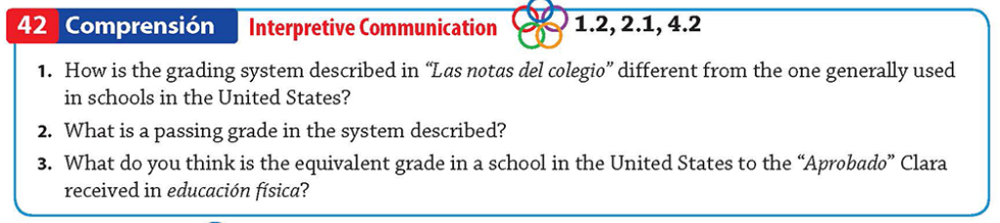 42 Comprensión Interpretive Communication 1.2, 2.1, 4.2
1. How is the grading system described in “Las notas del colegio” different from the one generally used
in schools in the United States?
2. What is a passing grade in the system described?
3. What do you think is the equivalent grade in a school in the United States to the “Aprobado” Clara
received in educación física?